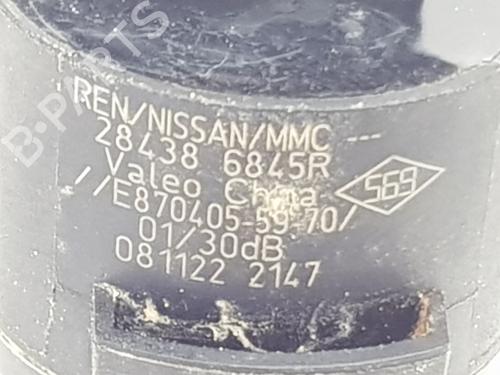 REN/NISSAN/MMC ---
28438 6845R
Valeo China
//E870405-59-70/
569
01/30dB
081122 2147
B-PARTS